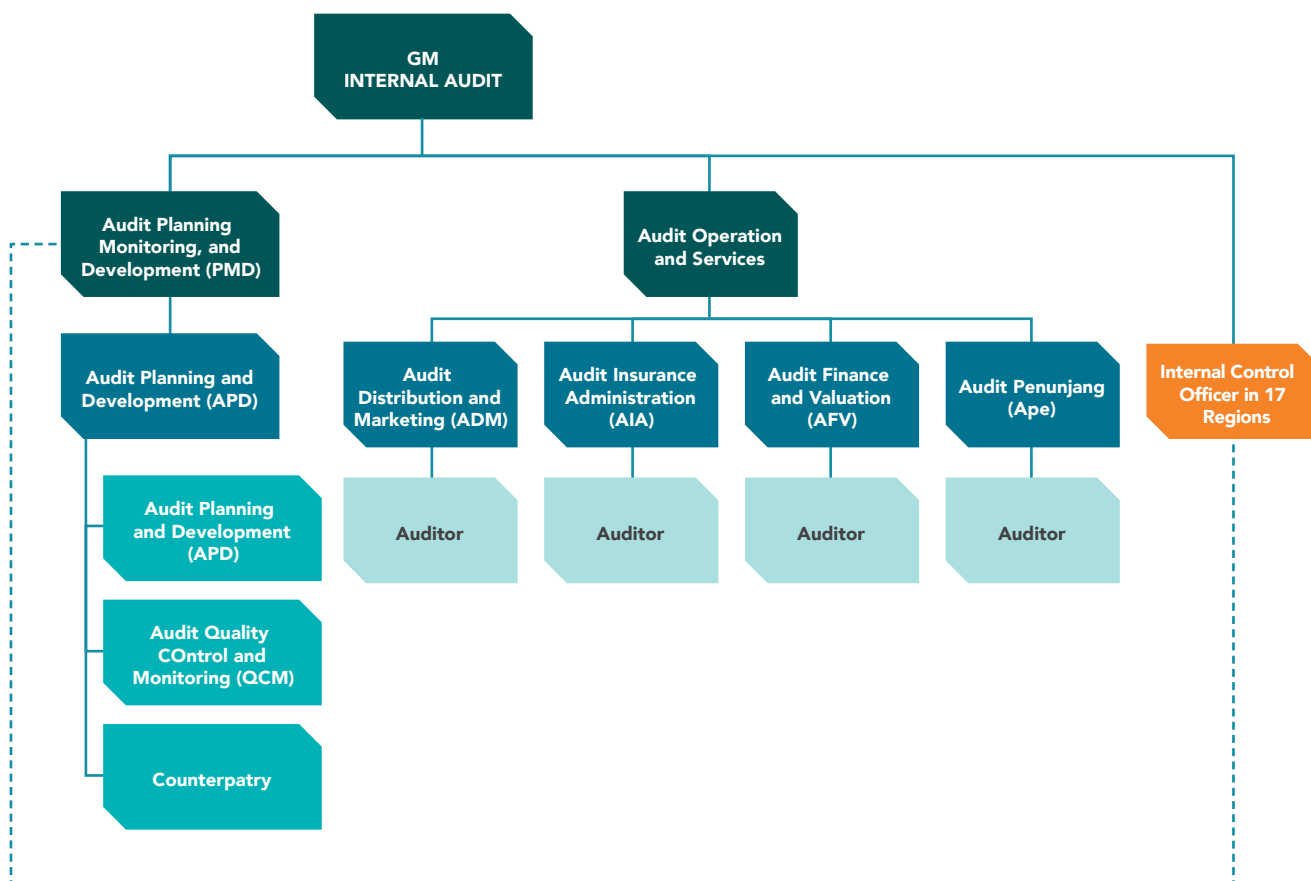 GM
INTERNAL AUDIT
Audit Planning
Monitoring, and
Development (PMD)
Audit Operation
and Services
Audit Planning and
Development (APD)
Audit
Distribution and
Marketing (ADM)
Audit Insurance
Administration
(AIA)
Audit Finance
and Valuation
(AFV)
Audit Penunjang
(Ape)
Internal Control
Officer in 17
Regions
Audit Planning
and Development
(APD)
Auditor
Auditor
Auditor
Auditor
Audit Quality
COntrol and
Monitoring (QCM)
Counterpatry